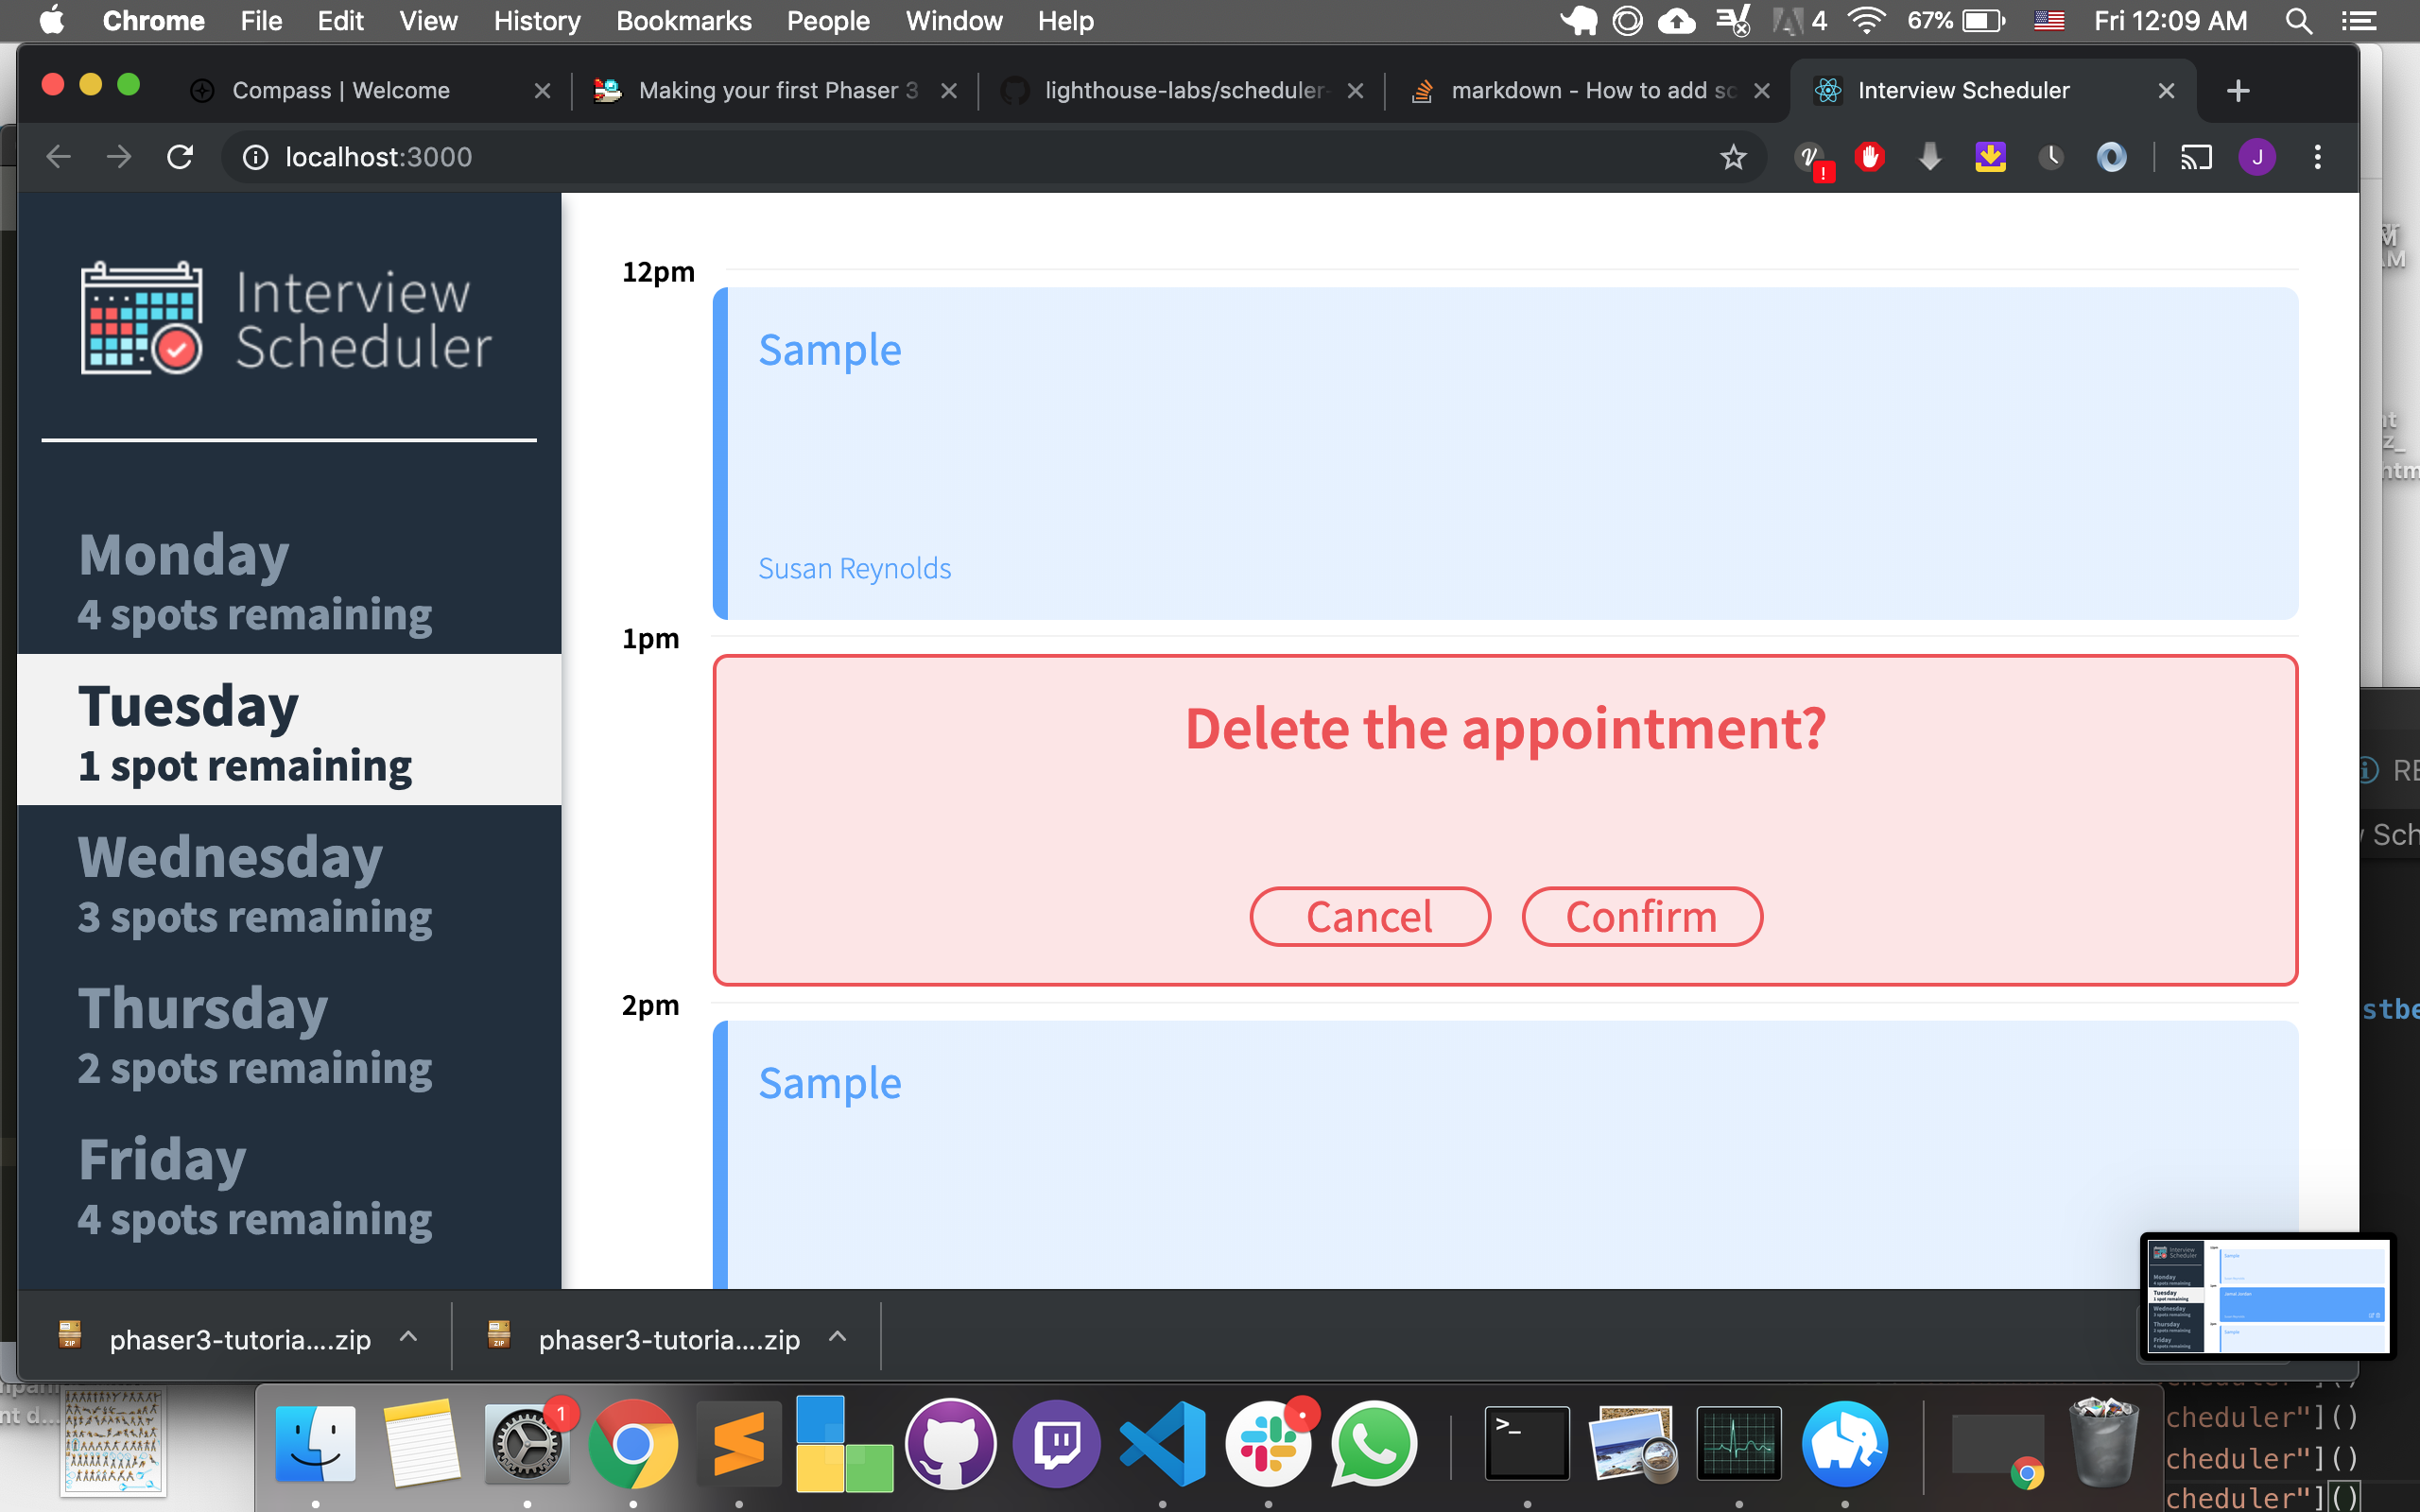 Chrome File Edit View History Bookmarks People Window Help 4 67% Fri 12:09 AM
Compass | Welcome
Making your first Phaser 3
lighthouse-labs/scheduler-
markdown - How to add sc
Interview Scheduler
localhost:3000
J
Interview
Scheduler
Monday
4 spots remaining
Tuesday
1 spot remaining
Wednesday
3 spots remaining
Thursday
2 spots remaining
Friday
4 spots remaining
12pm
Sample
Susan Reynolds
1pm
Delete the appointment?
Cancel Confirm
2pm
Sample
phaser3-tutoria....zip
phaser3-tutoria....zip
1
cheduler"]()
cheduler"]()
cheduler"]()